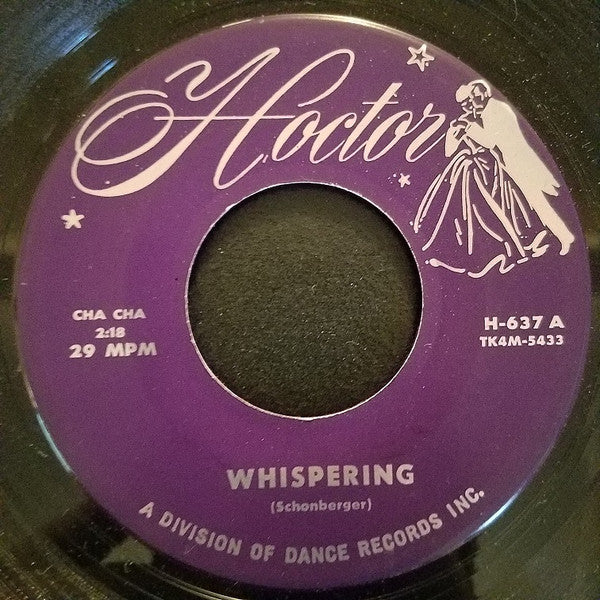 Hoctor
CHA CHA
2:18
29 MPM
H-637 A
TK4M-5433
WHISPERING
(Schonberger)
A DIVISION OF DANCE RECORDS INC.